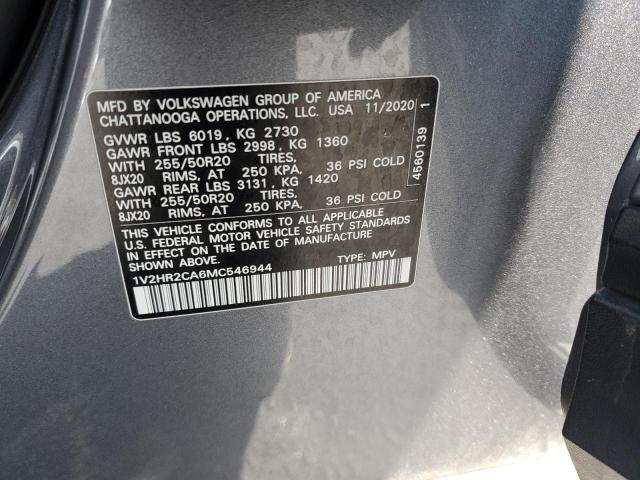 MFD BY VOLKSWAGEN GROUP OF AMERICA
CHATTANOOGA OPERATIONS, LLC. USA 11/2020
GVWR LBS 6019, KG 2730
GAWR FRONT LBS 2998, KG 1360
WITH 255/50R20 TIRES,
8JX20 RIMS, AT 250 KPA, 36 PSI COLD
GAWR REAR LBS 3131, KG 1420
WITH 255/50R20 TIRES,
8JX20 RIMS, AT 250 KPA, 36 PSI COLD
THIS VEHICLE CONFORMS TO ALL APPLICABLE
U.S. FEDERAL MOTOR VEHICLE SAFETY STANDARDS
IN EFFECT ON THE DATE OF MANUFACTURE
SHOWN ABOVE.
1V2HR2CA6MC546944 TYPE: MPV
4560139 1